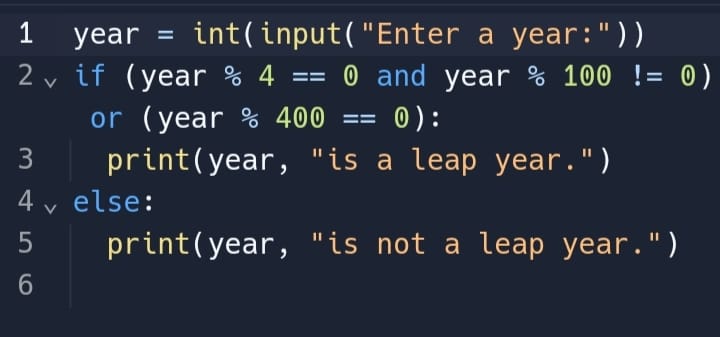 1 year = int(input("Enter a year:"))
2 if (year % 4 == 0 and year % 100 != 0)
or (year % 400 == 0):
3 print(year, "is a leap year.")
4 else:
5 print(year, "is not a leap year.")
6